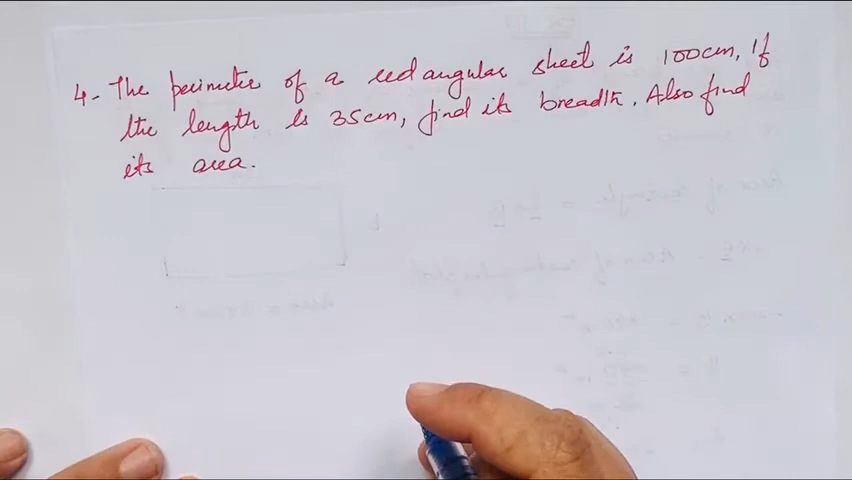 4- The perimeter of a rectangular sheet is 100cm, If
the length is 35cm, find its breadth. Also find
its area.